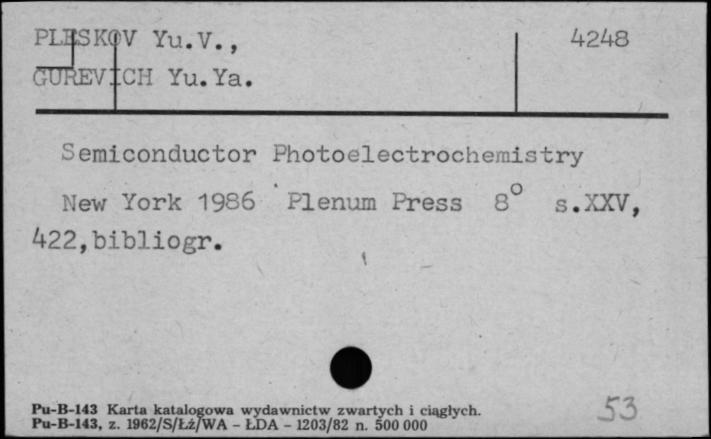 PLESKOV Yu.V., 4248
GUREVICH Yu.Ya.
Semiconductor Photoelectrochemistry
New York 1986 Plenum Press 8° s.XXV,
422,bibliogr.
53
Pu-B-143 Karta katalogowa wydawnictw zwartych i ciągłych.
Pu-B-143, z. 1962/S/Łż/WA – ŁDA – 1203/82 n. 500 000